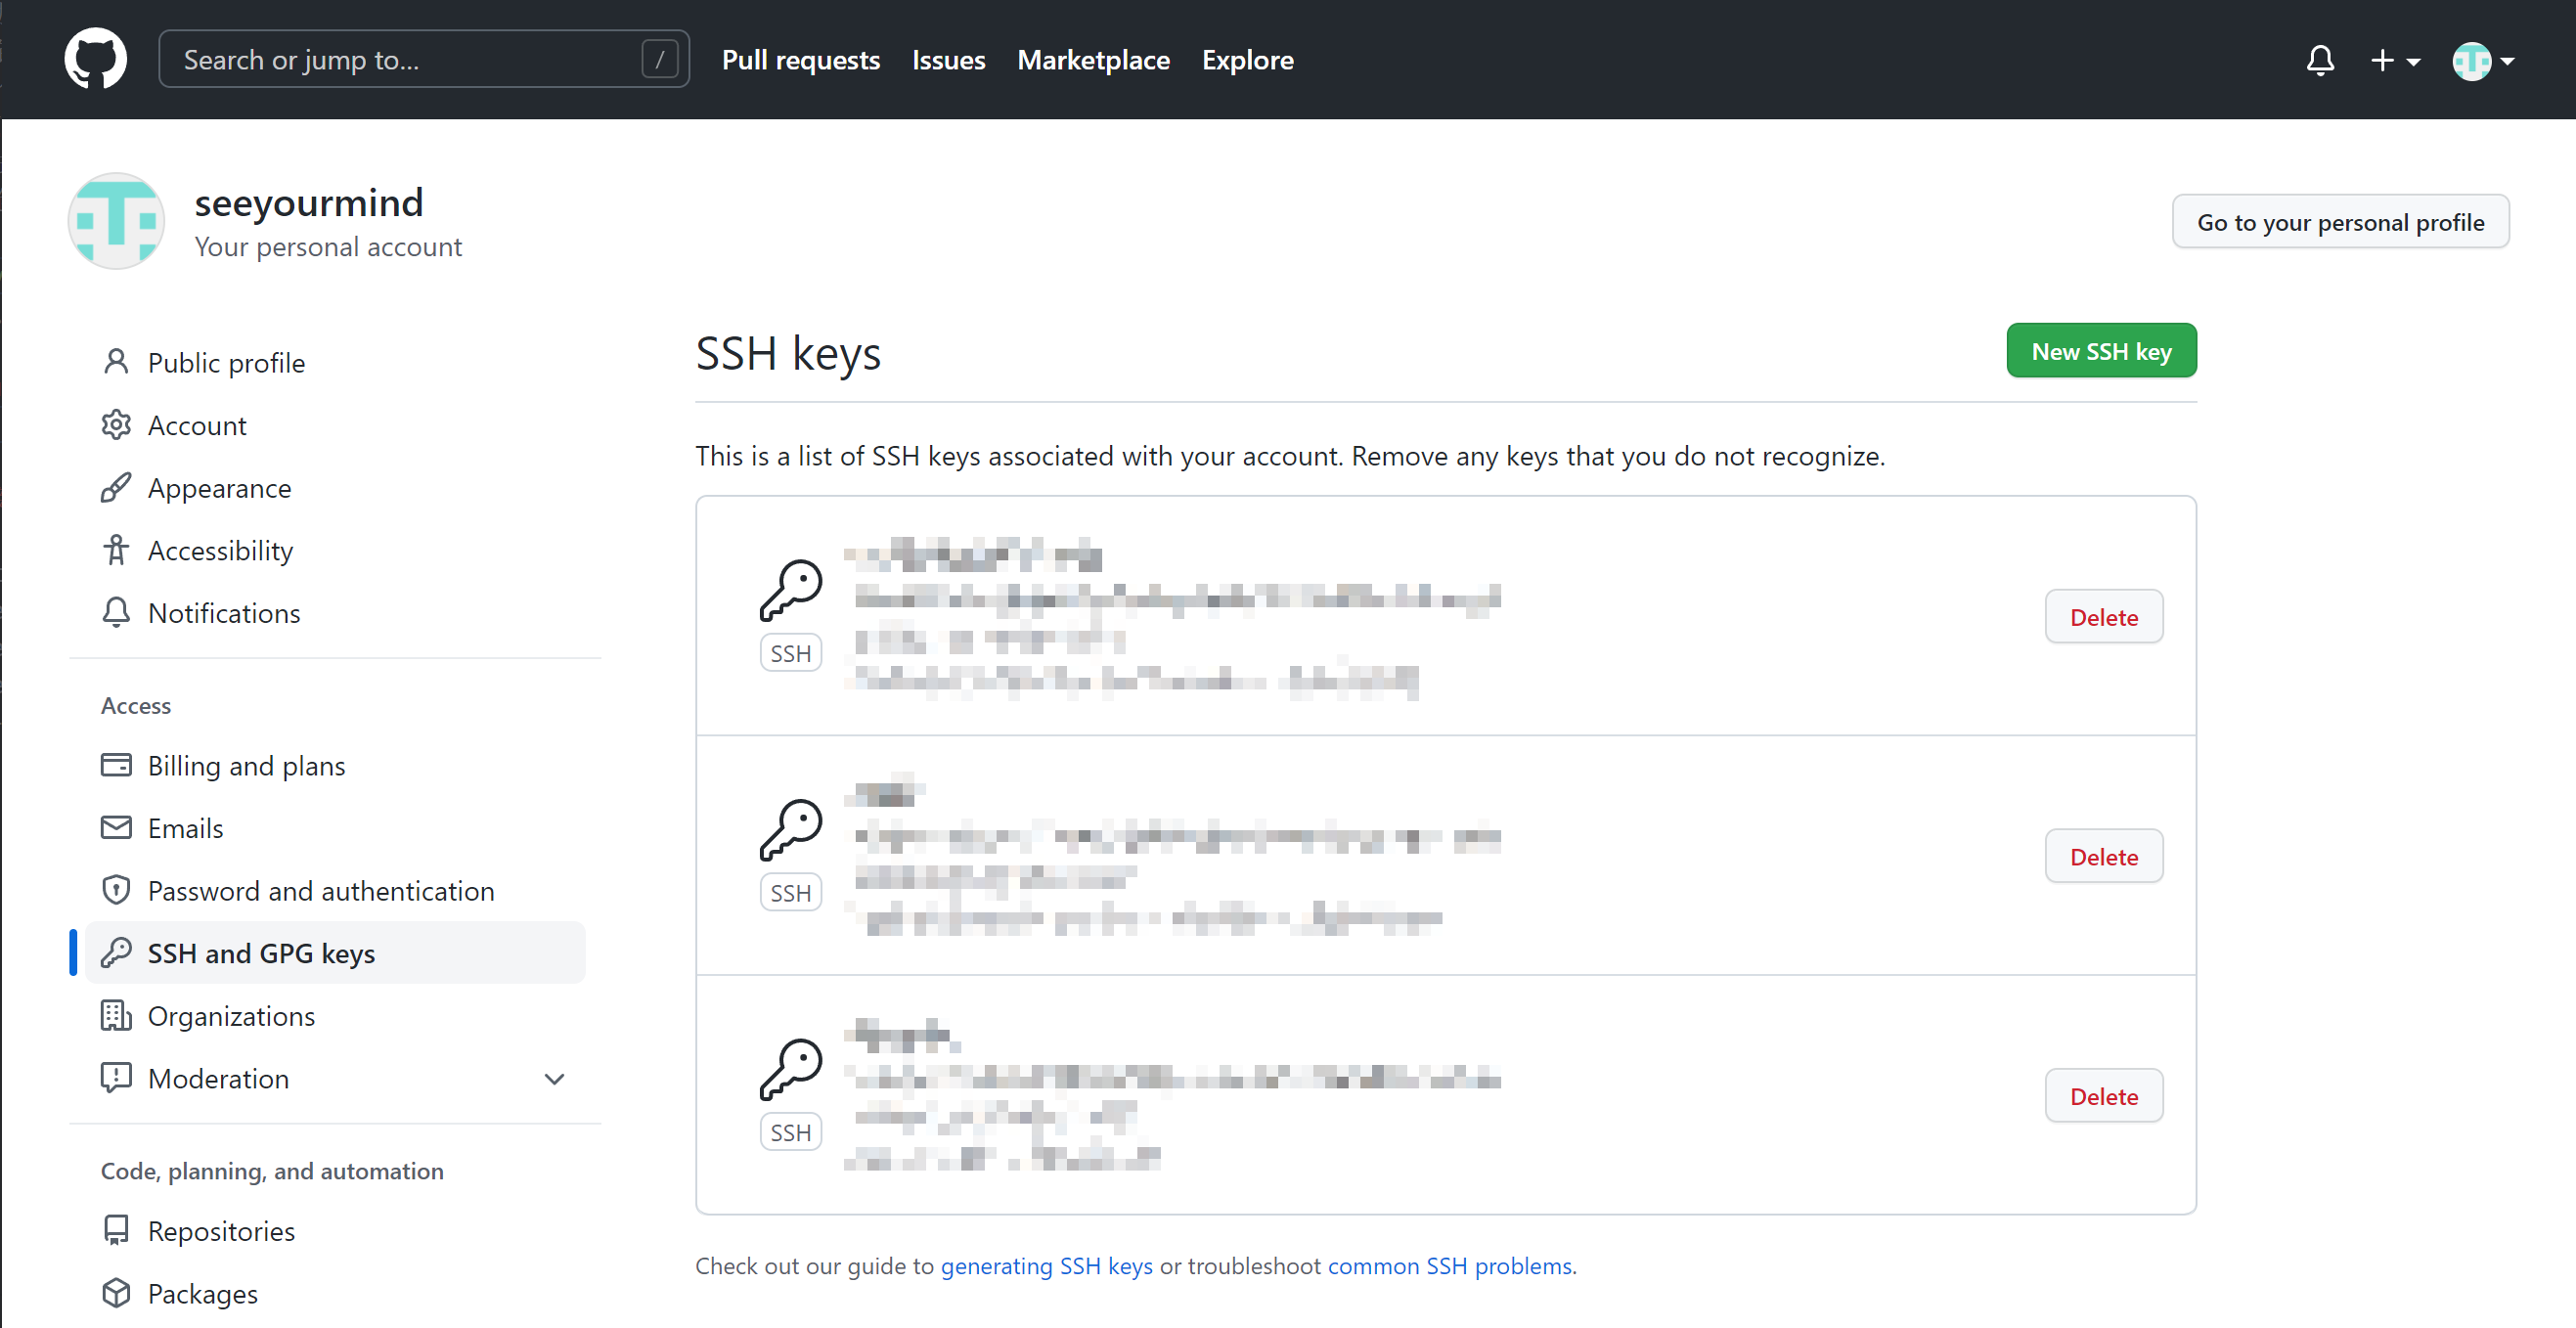 Search or jump to...
/
Pull requests
Issues
Marketplace
Explore
seeyourmind
Your personal account
Go to your personal profile
Public profile
Account
Appearance
Accessibility
Notifications
Access
Billing and plans
Emails
Password and authentication
SSH and GPG keys
Organizations
Moderation
Code, planning, and automation
Repositories
Packages
SSH keys
New SSH key
This is a list of SSH keys associated with your account. Remove any keys that you do not recognize.
SSH
Delete
SSH
Delete
SSH
Delete
Check out our guide to generating SSH keys or troubleshoot common SSH problems.